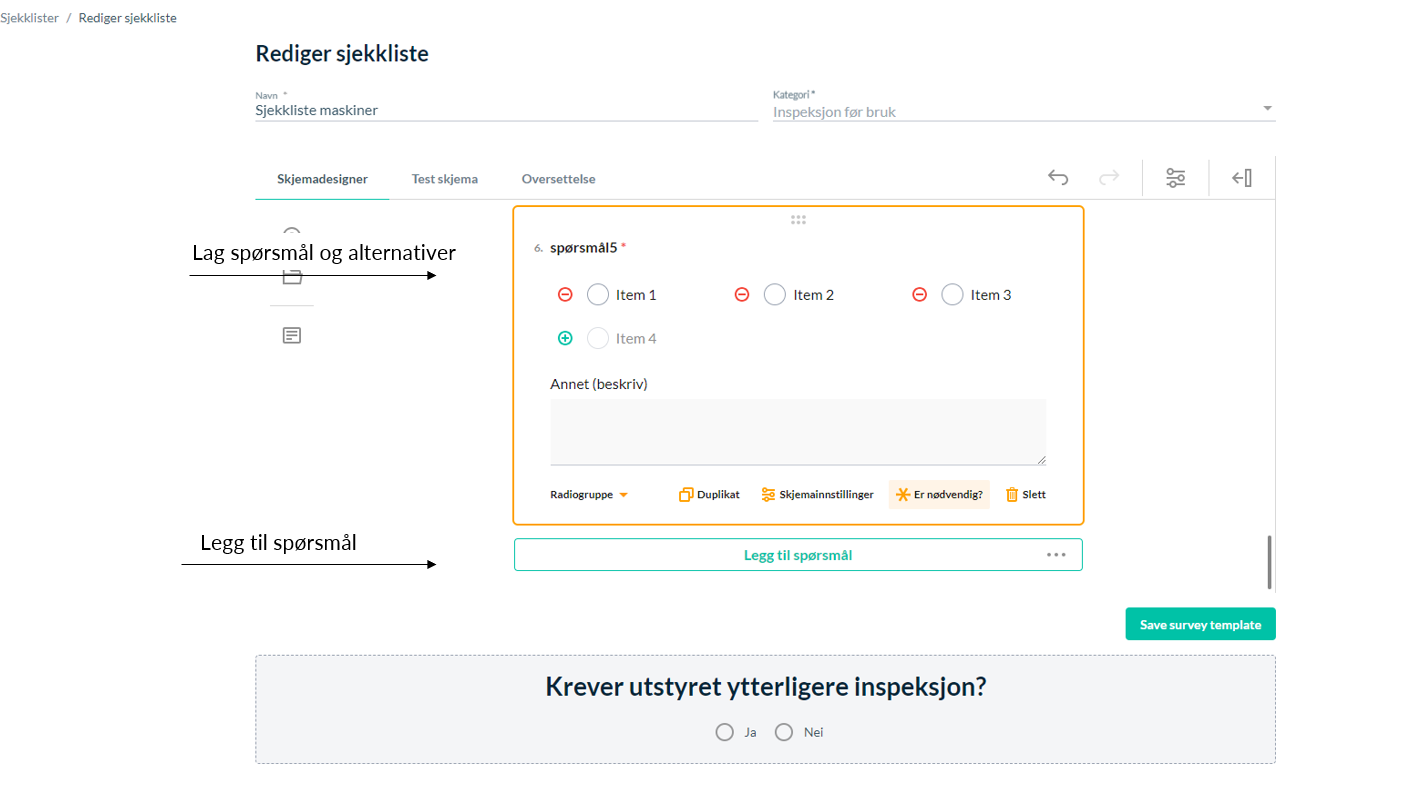 Sjekklister / Rediger sjekkliste
Rediger sjekkliste
Navn *
Kategori *
Sjekkliste maskiner
Inspeksjon før bruk
Skjemadesigner Test skjema Oversettelse
Lag spørsmål og alternativer
6. spørsmål5 *
Item 1 Item 2 Item 3
Item 4
Annet (beskriv)
Radiogruppe Duplikat Skjemainnstillinger Er nødvendig? Slett
Legg til spørsmål
Legg til spørsmål
Save survey template
Krever utstyret ytterligere inspeksjon?
Ja Nei